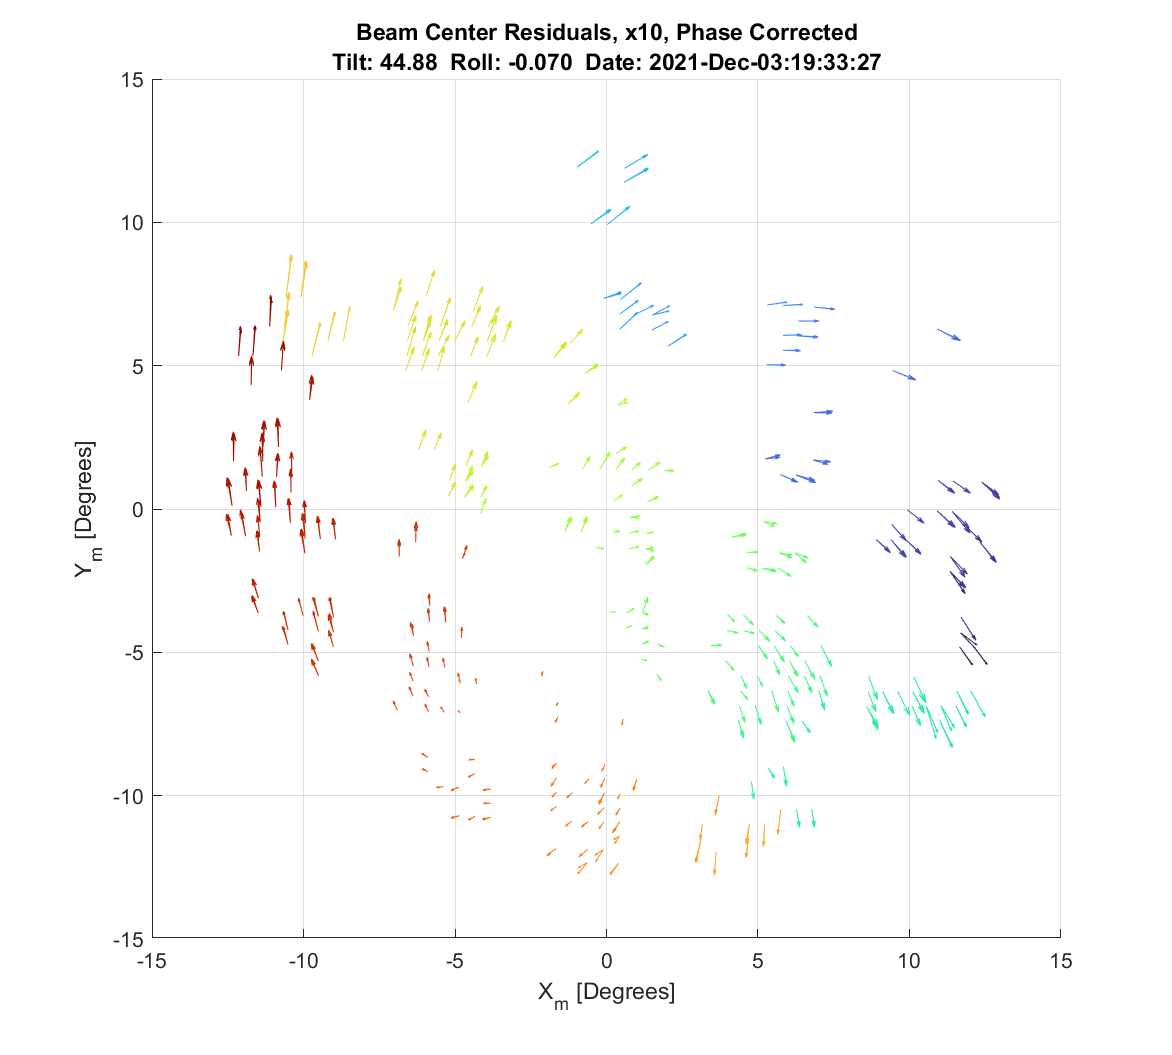 Beam Center Residuals, x10, Phase Corrected
Tilt: 44.88  Roll: -0.070  Date: 2021-Dec-03:19:33:27
15
10
5
0
-5
-10
-15
Y_m [Degrees]
-15 -10 -5 0 5 10 15
X_m [Degrees]